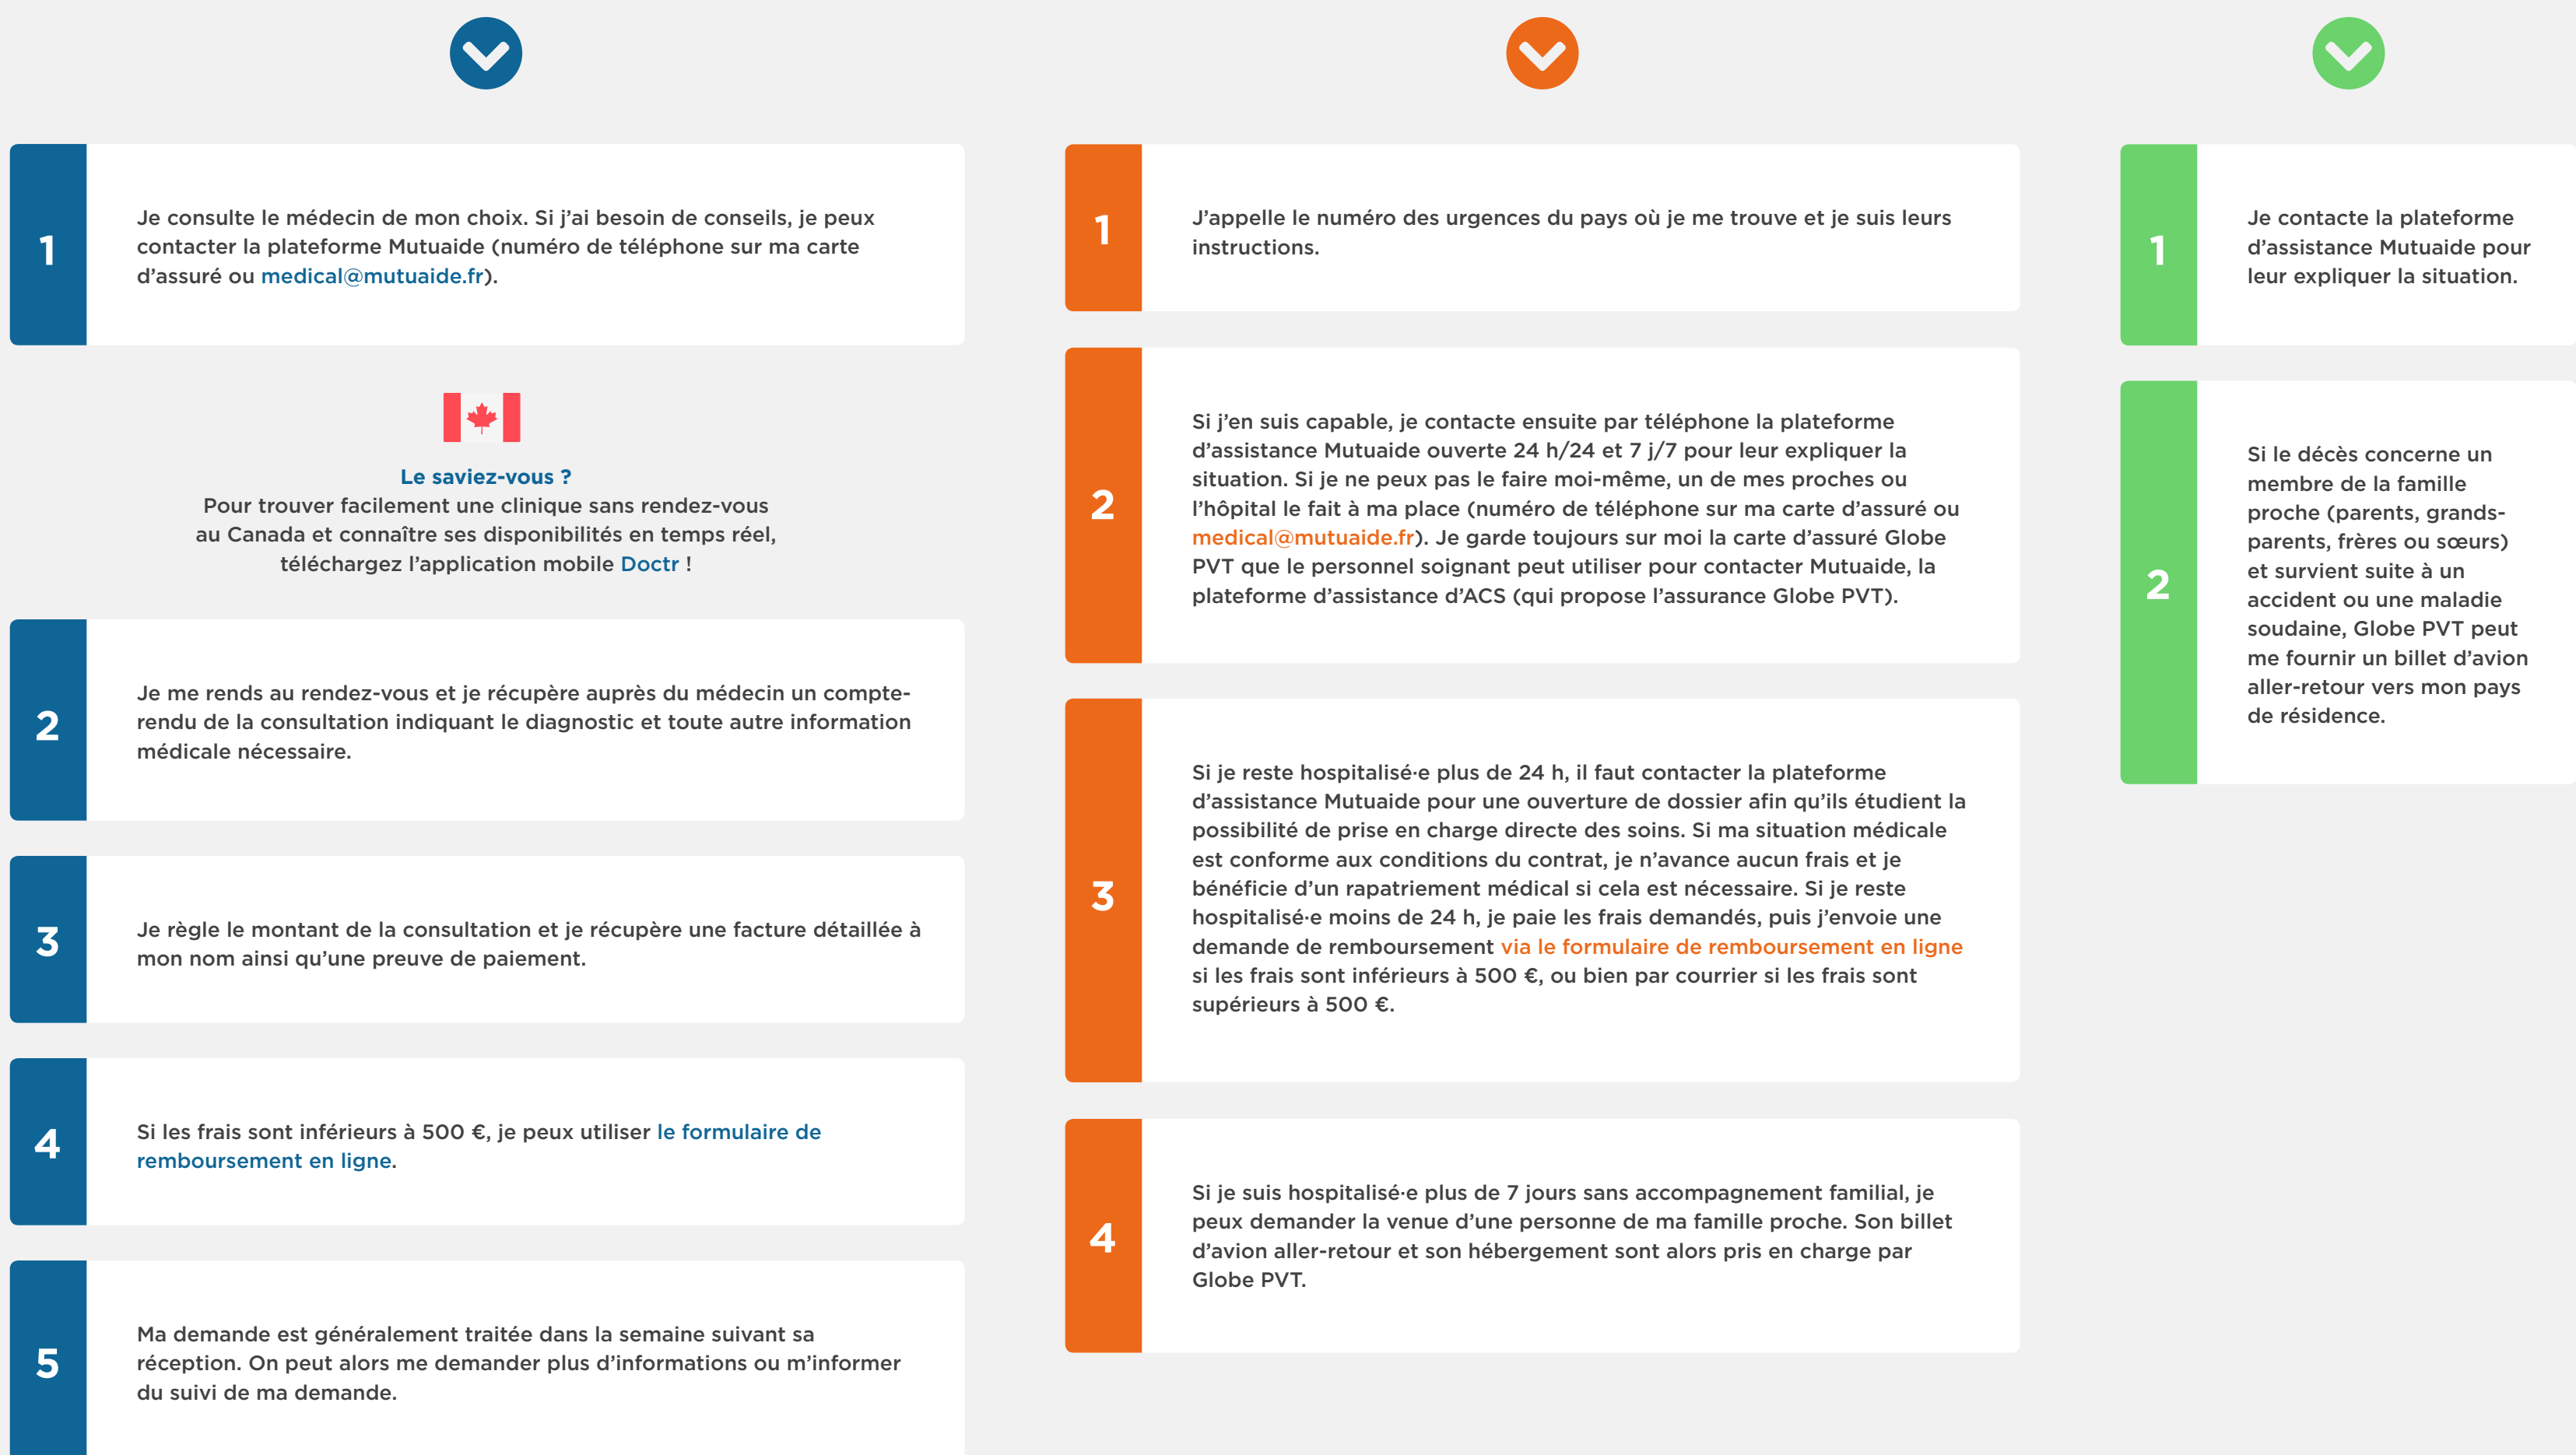 1
Je consulte le médecin de mon choix. Si j’ai besoin de conseils, je peux
contacter la plateforme Mutuaide (numéro de téléphone sur ma carte
d’assuré ou medical@mutuaide.fr).
Le saviez-vous ?
Pour trouver facilement une clinique sans rendez-vous
au Canada et connaître ses disponibilités en temps réel,
téléchargez l’application mobile Doctr !
2
Je me rends au rendez-vous et je récupère auprès du médecin un compte-
rendu de la consultation indiquant le diagnostic et toute autre information
médicale nécessaire.
3
Je règle le montant de la consultation et je récupère une facture détaillée à
mon nom ainsi qu’une preuve de paiement.
4
Si les frais sont inférieurs à 500 €, je peux utiliser le formulaire de
remboursement en ligne.
5
Ma demande est généralement traitée dans la semaine suivant sa
réception. On peut alors me demander plus d’informations ou m’informer
du suivi de ma demande.
1
J’appelle le numéro des urgences du pays où je me trouve et je suis leurs
instructions.
2
Si j’en suis capable, je contacte ensuite par téléphone la plateforme
d’assistance Mutuaide ouverte 24 h/24 et 7 j/7 pour leur expliquer la
situation. Si je ne peux pas le faire moi-même, un de mes proches ou
l’hôpital le fait à ma place (numéro de téléphone sur ma carte d’assuré ou
medical@mutuaide.fr). Je garde toujours sur moi la carte d’assuré Globe
PVT que le personnel soignant peut utiliser pour contacter Mutuaide, la
plateforme d’assistance d’ACS (qui propose l’assurance Globe PVT).
3
Si je reste hospitalisé·e plus de 24 h, il faut contacter la plateforme
d’assistance Mutuaide pour une ouverture de dossier afin qu’ils étudient la
possibilité de prise en charge directe des soins. Si ma situation médicale
est conforme aux conditions du contrat, je n’avance aucun frais et je
bénéficie d’un rapatriement médical si cela est nécessaire. Si je reste
hospitalisé·e moins de 24 h, je paie les frais demandés, puis j’envoie une
demande de remboursement via le formulaire de remboursement en ligne
si les frais sont inférieurs à 500 €, ou bien par courrier si les frais sont
supérieurs à 500 €.
4
Si je suis hospitalisé·e plus de 7 jours sans accompagnement familial, je
peux demander la venue d’une personne de ma famille proche. Son billet
d’avion aller-retour et son hébergement sont alors pris en charge par
Globe PVT.
1
Je contacte la plateforme
d’assistance Mutuaide pour
leur expliquer la situation.
2
Si le décès concerne un
membre de la famille
proche (parents, grands-
parents, frères ou sœurs)
et survient suite à un
accident ou une maladie
soudaine, Globe PVT peut
me fournir un billet d’avion
aller-retour vers mon pays
de résidence.